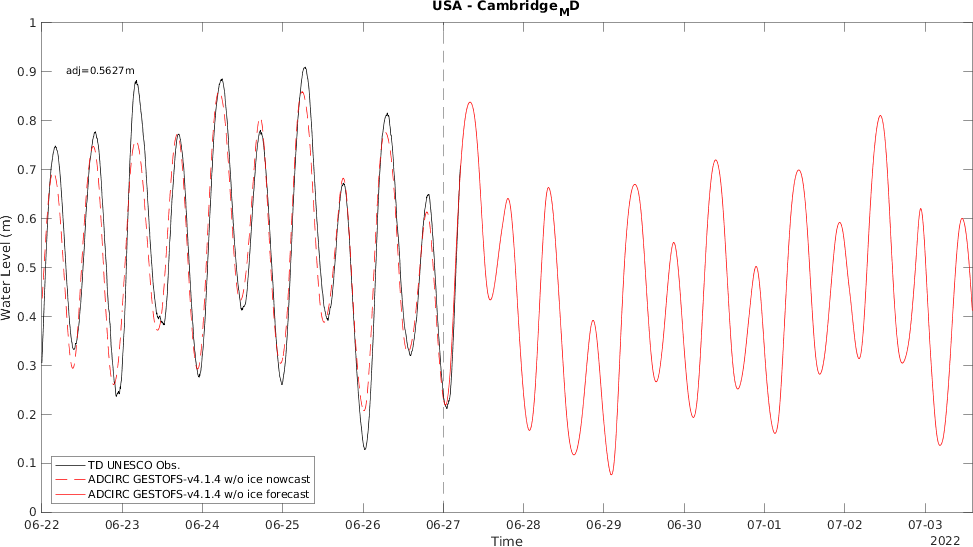 USA - Cambridge_MD
1
0.9
0.8
0.7
0.6
0.5
0.4
0.3
0.2
0.1
0
Water Level (m)
adj=0.5627m
TD UNESCO Obs.
ADCIRC GESTOFS-v4.1.4 w/o ice nowcast
ADCIRC GESTOFS-v4.1.4 w/o ice forecast
06-22 06-23 06-24 06-25 06-26 06-27 06-28 06-29 06-30 07-01 07-02 07-03
Time
2022